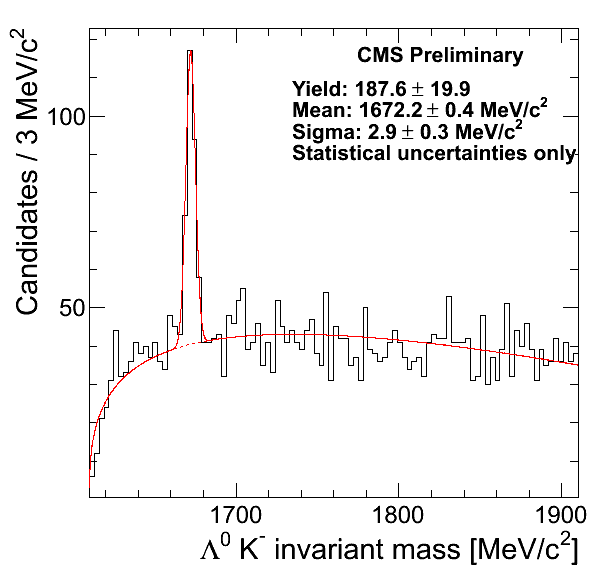 CMS Preliminary
Yield: 187.6 ± 19.9
Mean: 1672.2 ± 0.4 MeV/c²
Sigma: 2.9 ± 0.3 MeV/c²
Statistical uncertainties only
Candidates / 3 MeV/c²
100
50
1700 1800 1900
Λ⁰ K⁻ invariant mass [MeV/c²]